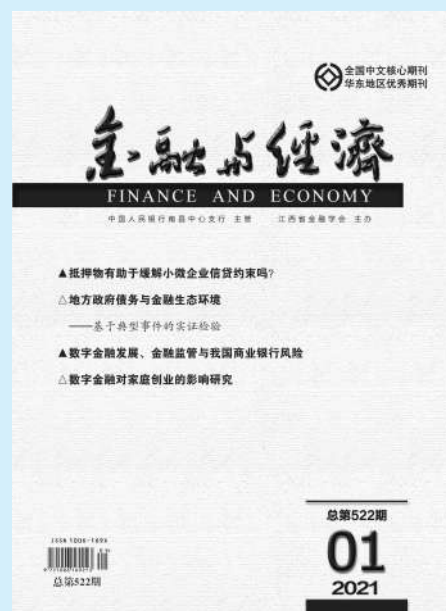 全国中文核心期刊
华东地区优秀期刊
金融与经濟
FINANCE AND ECONOMY
中国人民银行南昌中心支行 主管 江西省金融学会 主办
▲抵押物有助于缓解小微企业信贷约束吗?
△地方政府债务与金融生态环境
——基于典型事件的实证检验
▲数字金融发展、金融监管与我国商业银行风险
△数字金融对家庭创业的影响研究
总第522期
01
2021
总第522期